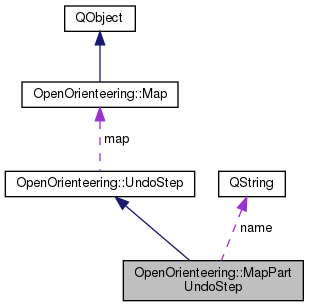 QObject
OpenOrienteering::Map
map
OpenOrienteering::UndoStep
QString
name
OpenOrienteering::MapPart
UndoStep